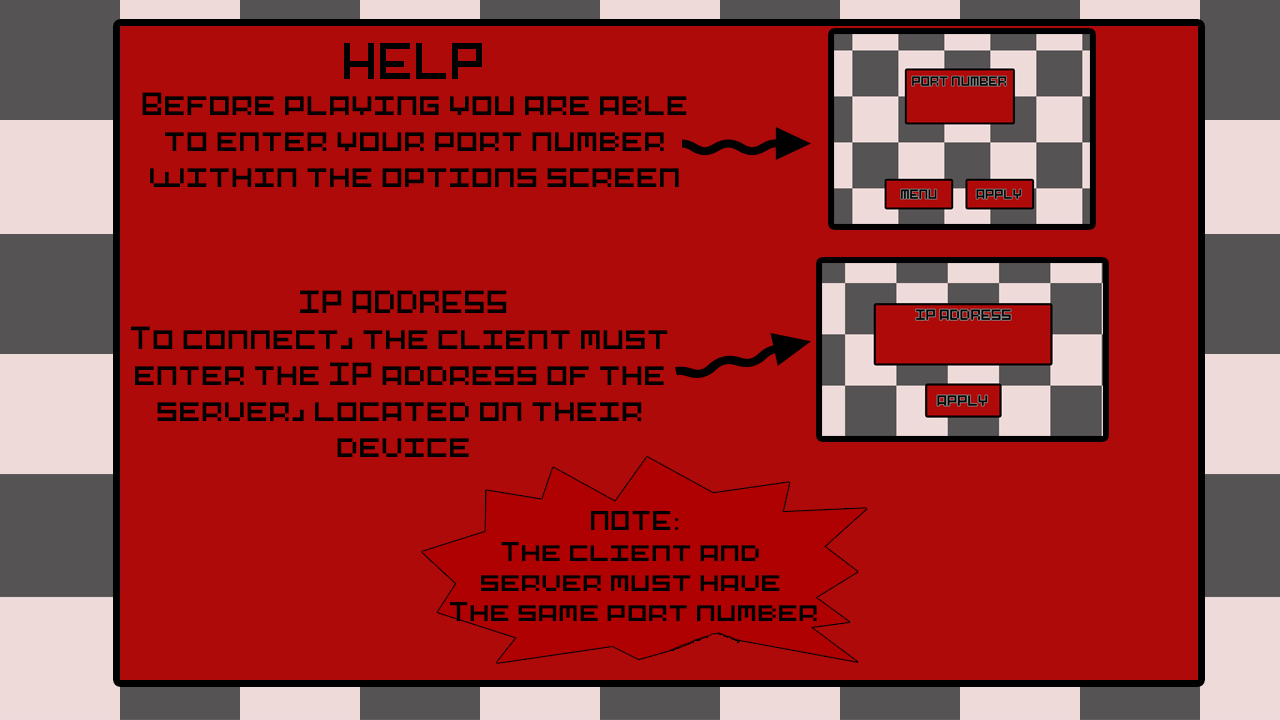 HELP
Before playing you are able
to enter your port number
within the options screen
PORT NUMBER
MENU
APPLY
IP ADDRESS
To connect, the client must
enter the IP address of the
server, located on their
device
IP ADDRESS
APPLY
NOTE:
The client and
server must have
The same port number